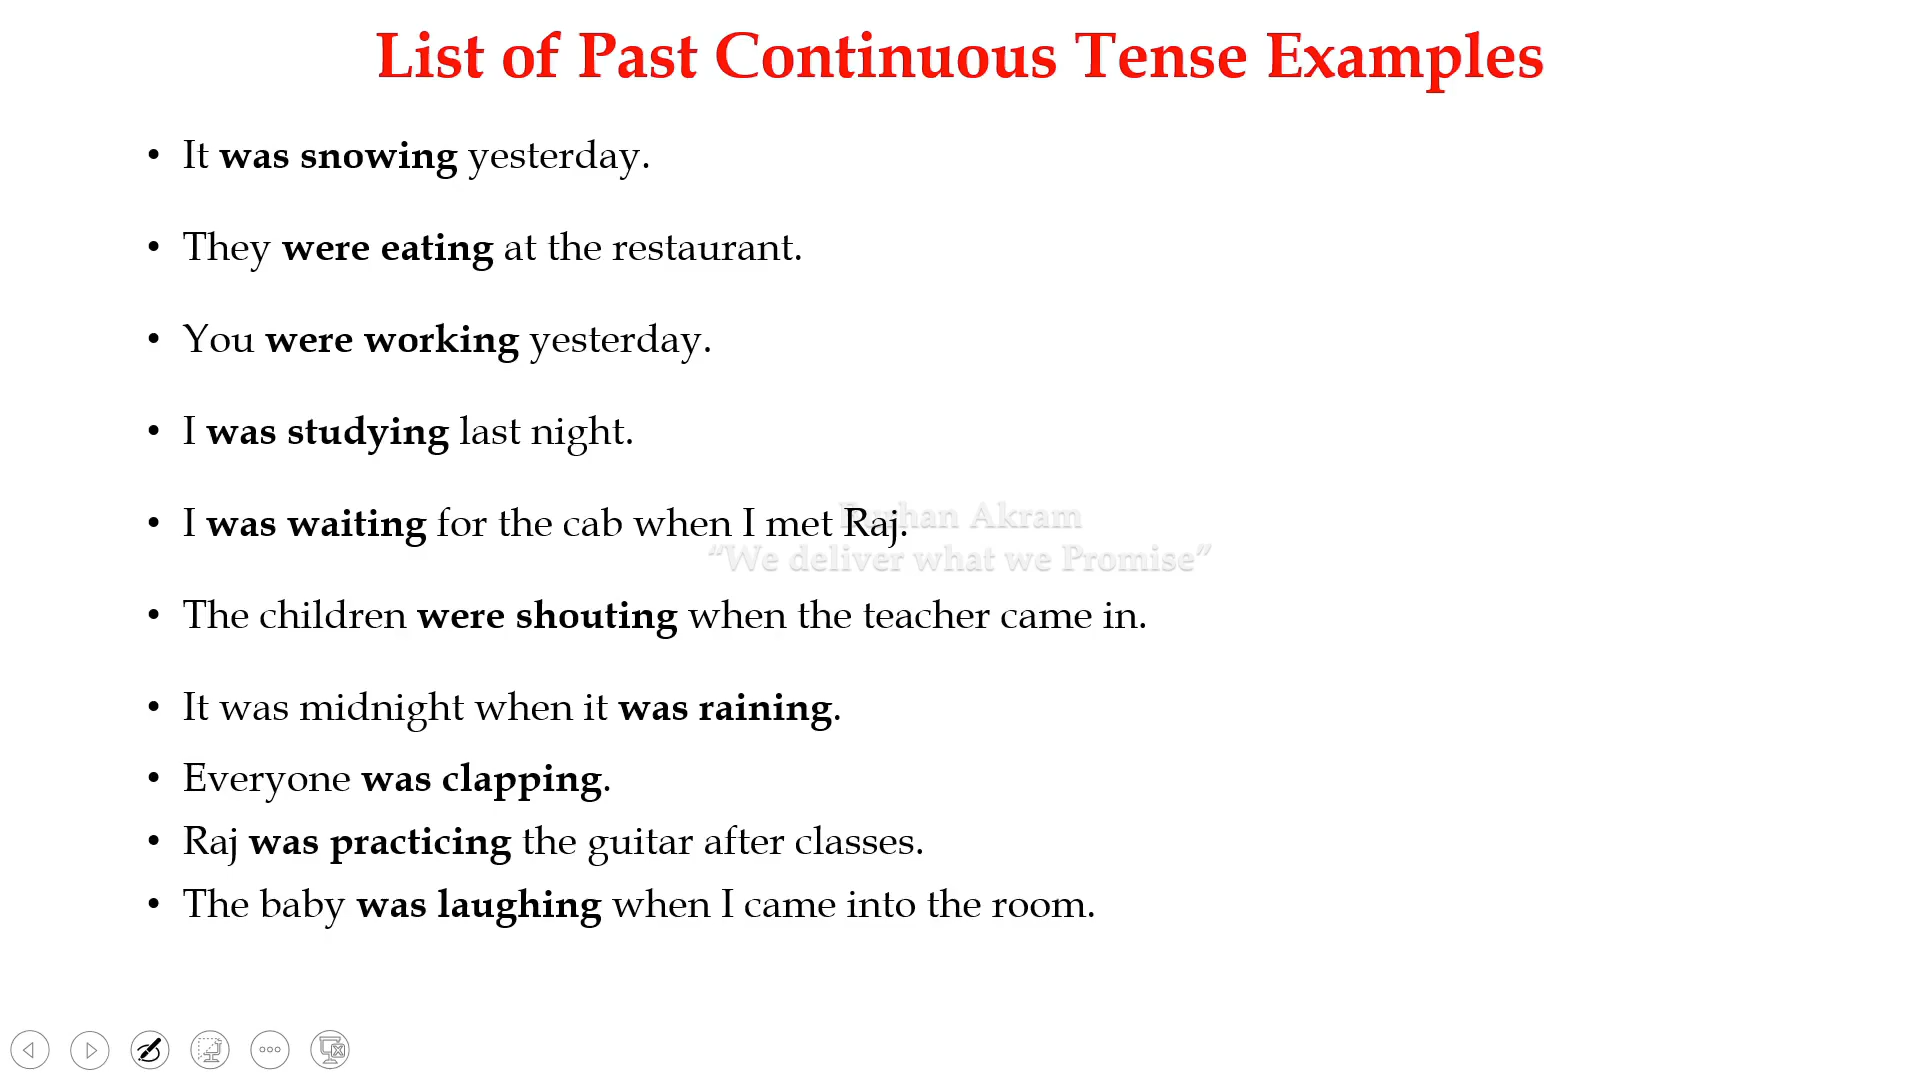 List of Past Continuous Tense Examples
• It was snowing yesterday.
• They were eating at the restaurant.
• You were working yesterday.
• I was studying last night.
• I was waiting for the cab when I met Raj.
Akram
“We deliver what we Promise”
• The children were shouting when the teacher came in.
• It was midnight when it was raining.
• Everyone was clapping.
• Raj was practicing the guitar after classes.
• The baby was laughing when I came into the room.